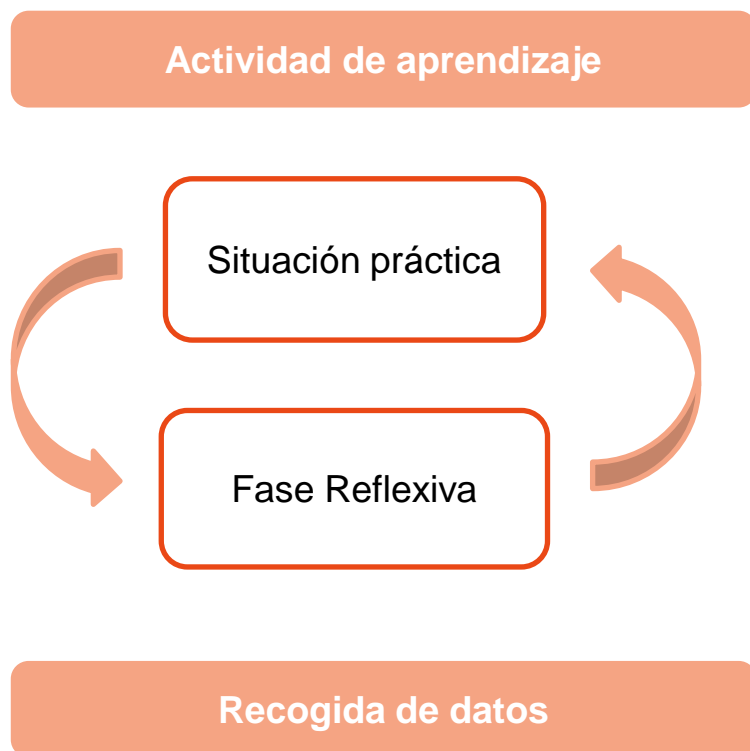 Actividad de aprendizaje
Situación práctica
Fase Reflexiva
Recogida de datos